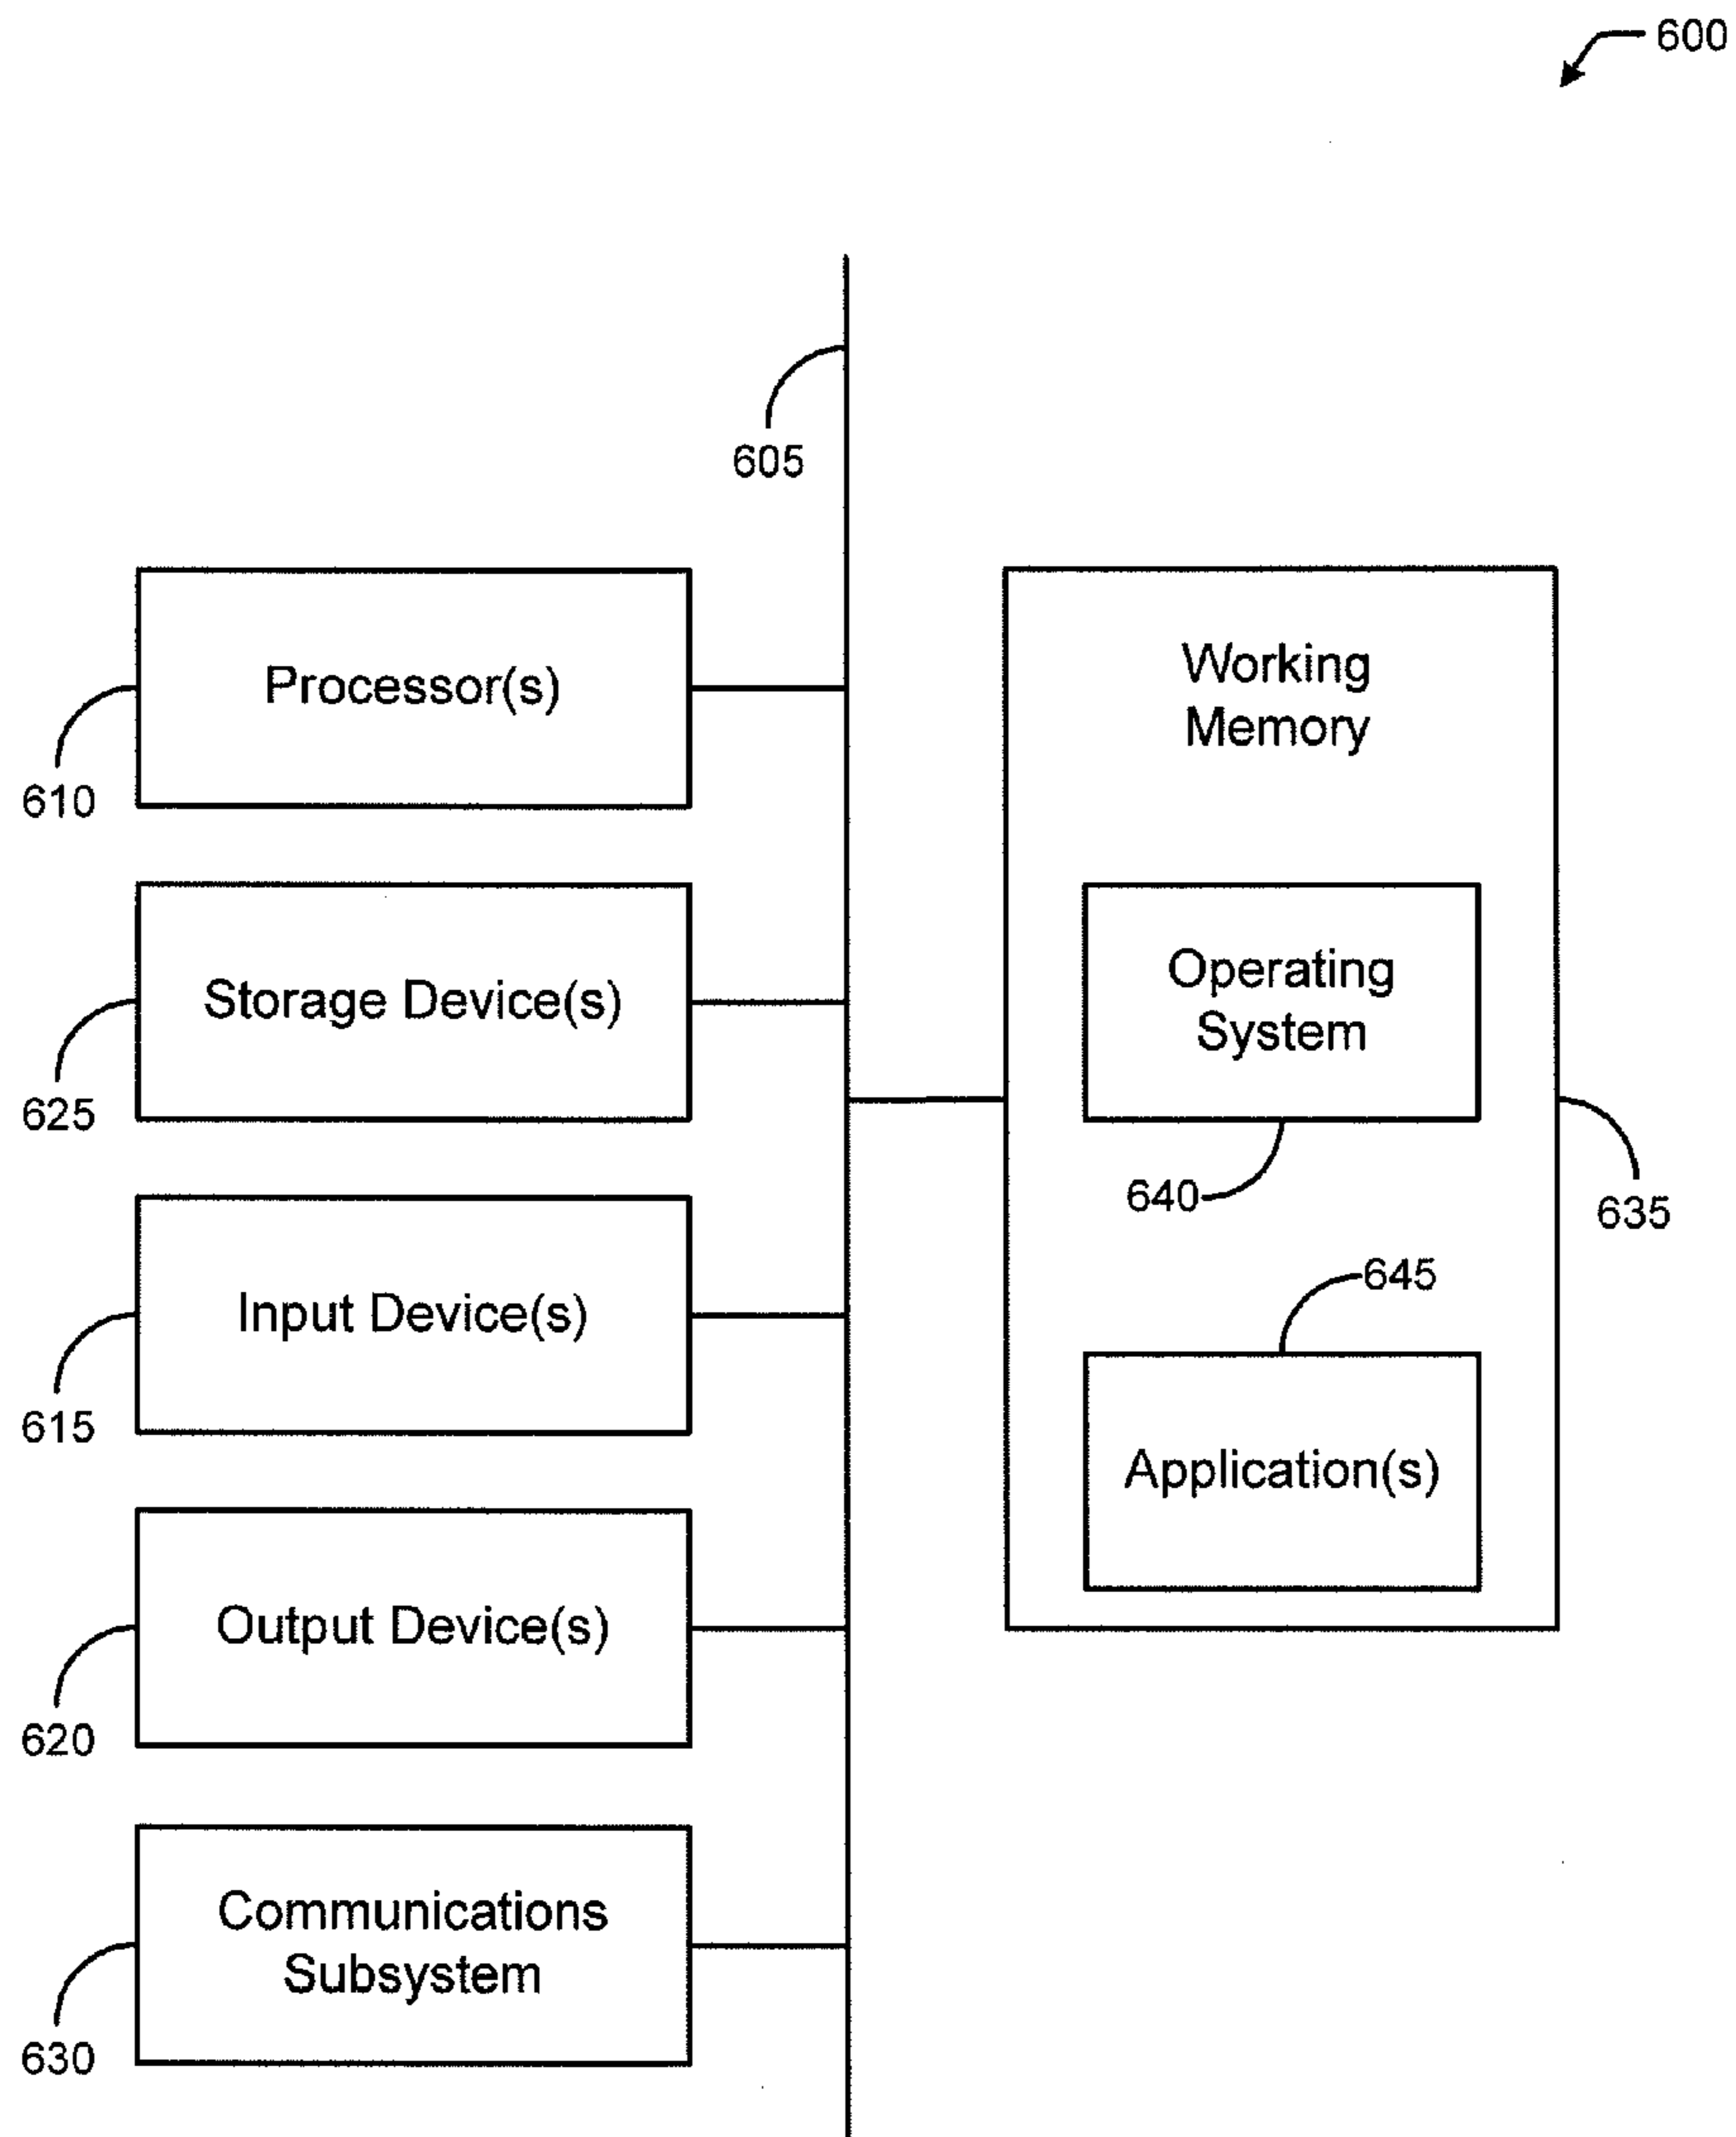 600
605
Processor(s)
610
Storage Device(s)
625
Input Device(s)
615
Output Device(s)
620
Communications
Subsystem
630
Working
Memory
Operating
System
640
635
645
Application(s)